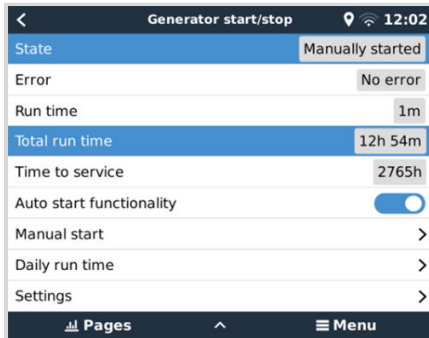 Generator start/stop 12:02
State Manually started
Error No error
Run time 1m
Total run time 12h 54m
Time to service 2765h
Auto start functionality
Manual start
Daily run time
Settings
Pages Menu